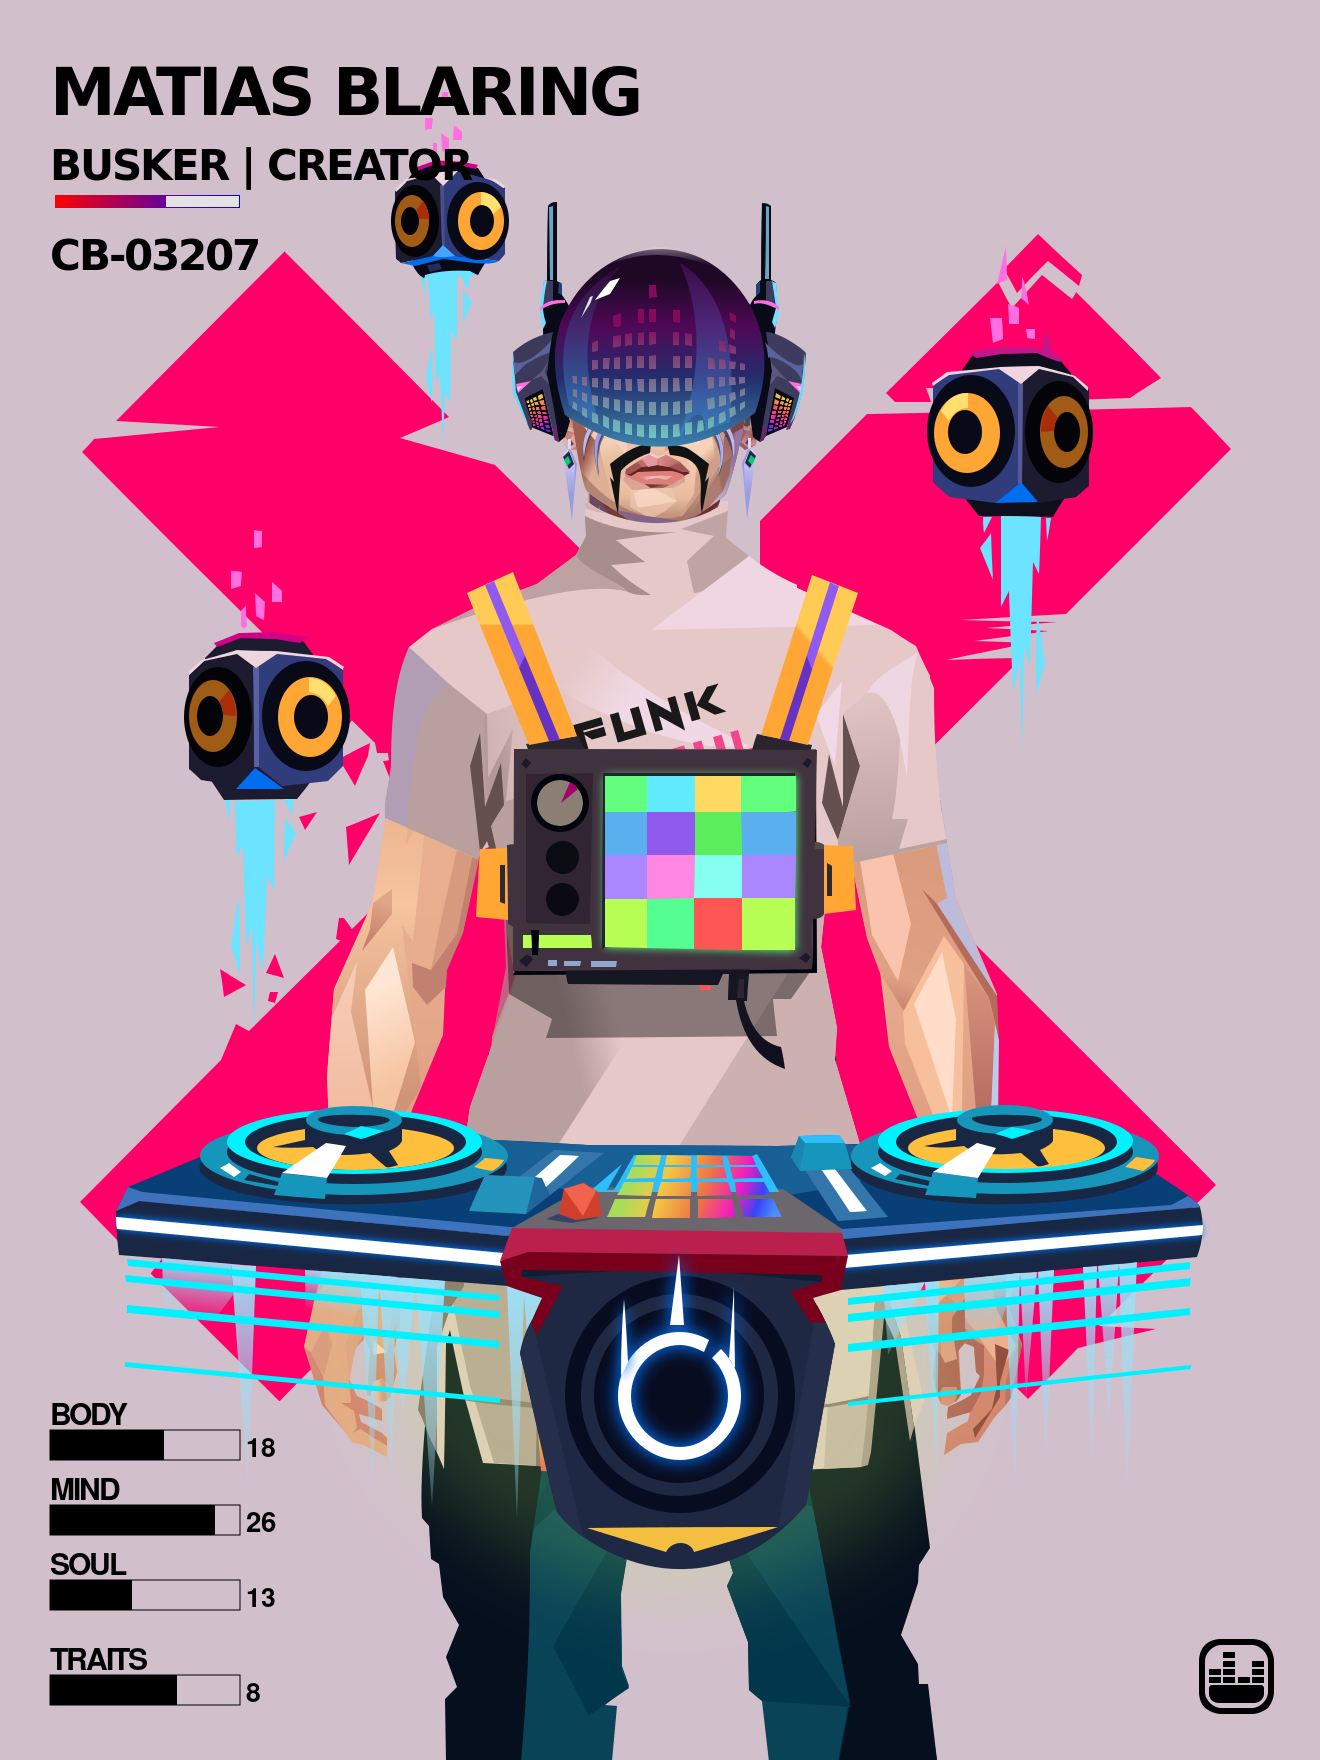 MATIAS BLARING
BUSKER | CREATOR
CB-03207
FUNK
BODY
18
MIND
26
SOUL
13
TRAITS
8